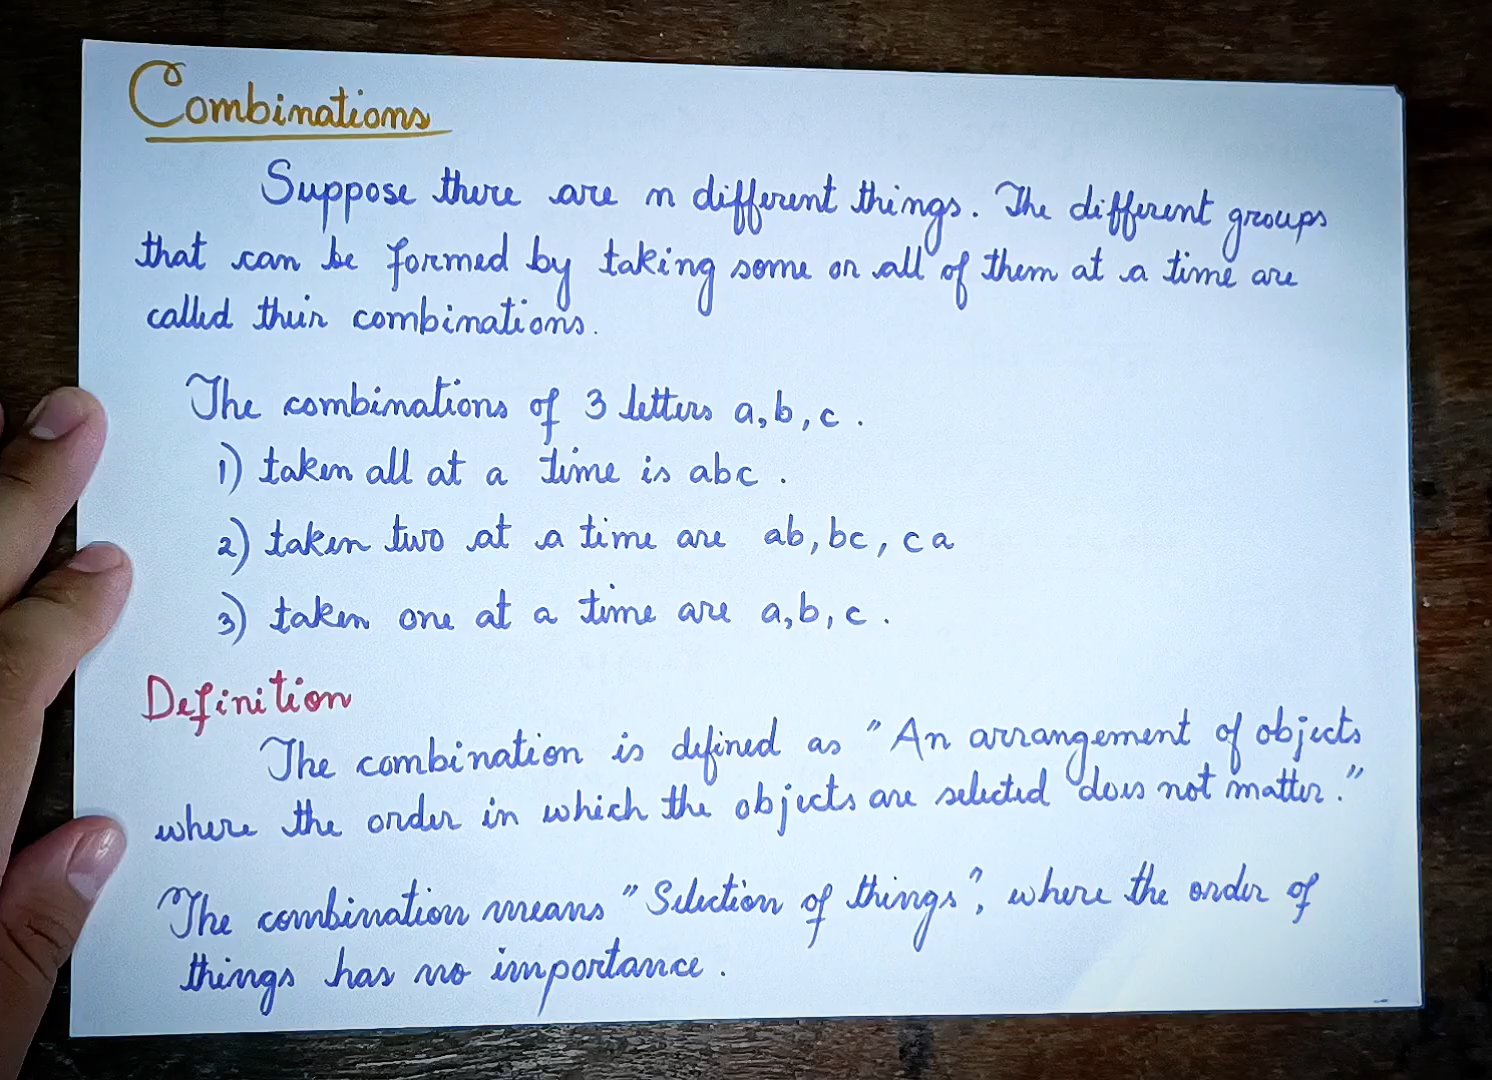 Combinations
Suppose there are n different things. The different groups
that can be formed by taking some or all of them at a time are
called their combinations.
The combinations of 3 letters a, b, c .
1) taken all at a time is abc .
2) taken two at a time are ab, bc, ca
3) taken one at a time are a, b, c .
Definition
The combination is defined as "An arrangement of objects
where the order in which the objects are selected does not matter."
The combination means "Selection of things", where the order of
things has no importance .